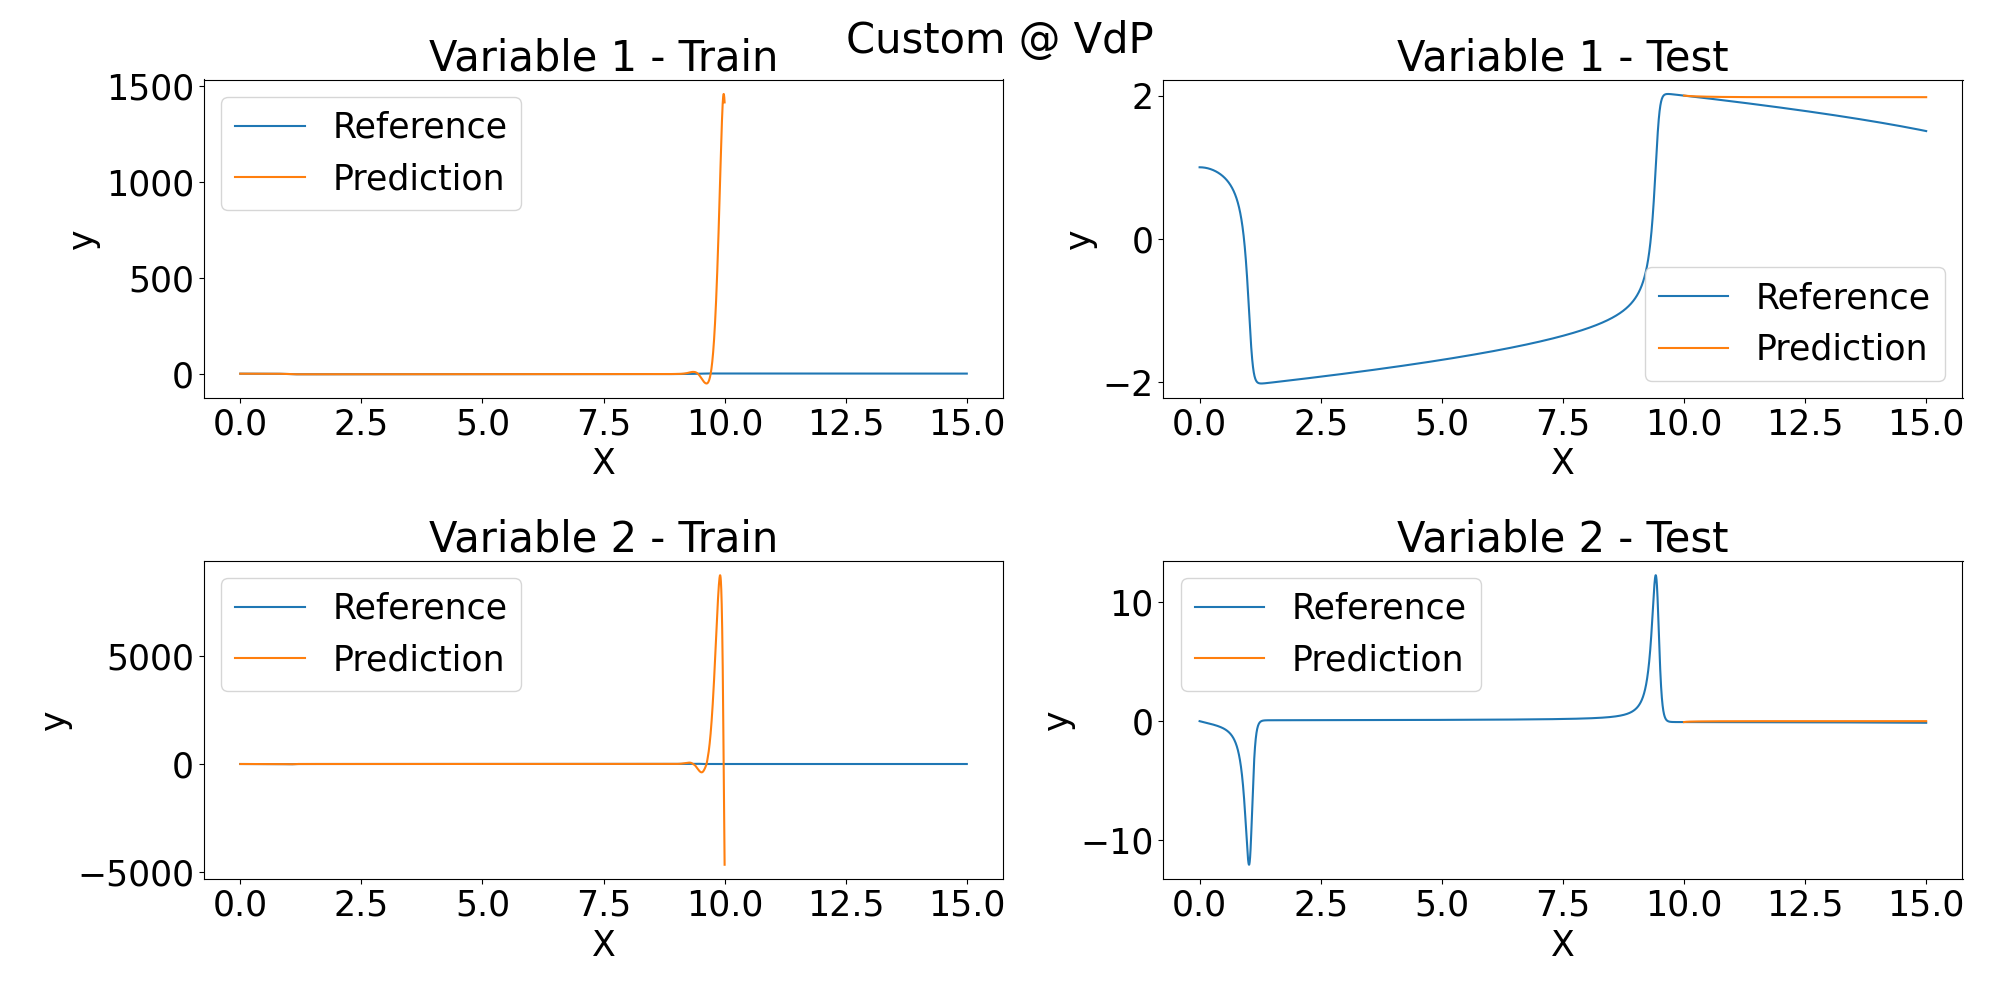 Custom @ VdP
Variable 1 - Train
1500
1000
500
0
y
Reference
Prediction
0.0 2.5 5.0 7.5 10.0 12.5 15.0
X
Variable 1 - Test
2
0
−2
y
Reference
Prediction
0.0 2.5 5.0 7.5 10.0 12.5 15.0
X
Variable 2 - Train
5000
0
−5000
y
Reference
Prediction
0.0 2.5 5.0 7.5 10.0 12.5 15.0
X
Variable 2 - Test
10
0
−10
y
Reference
Prediction
0.0 2.5 5.0 7.5 10.0 12.5 15.0
X